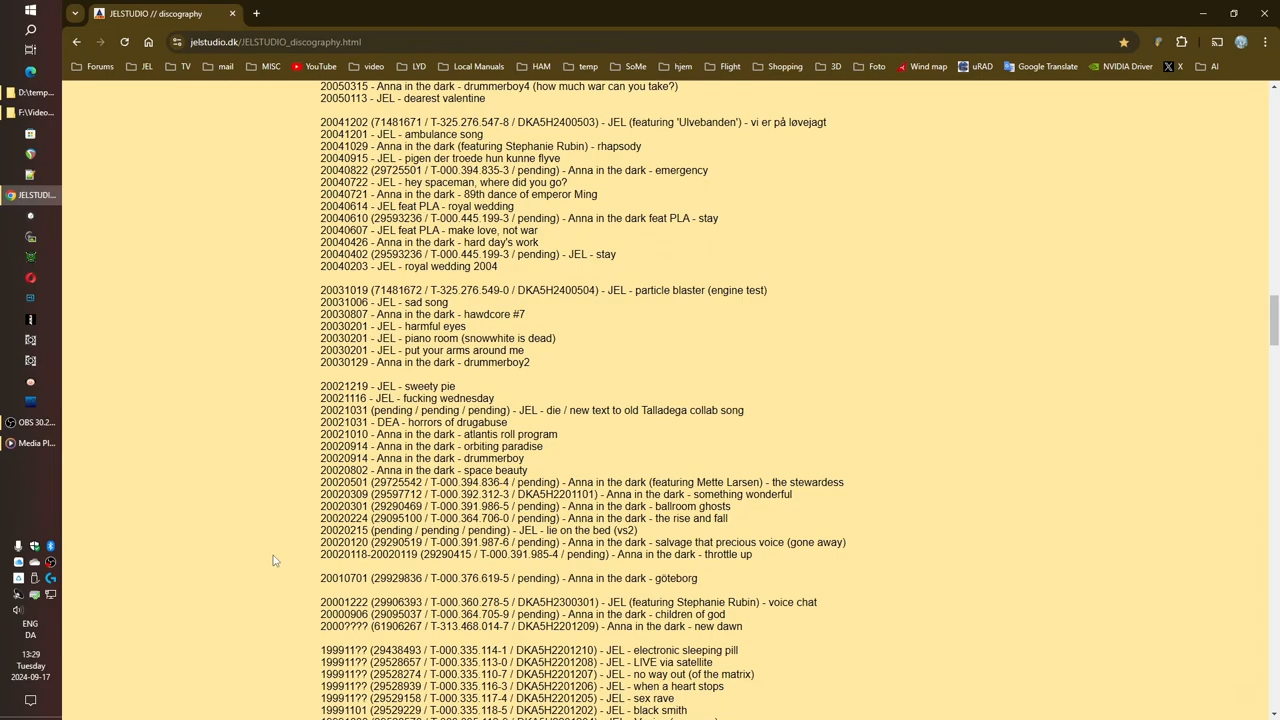 JELSTUDIO // discography
jelstudio.dk/JELSTUDIO_discography.html
Forums JEL TV mail MISC YouTube video LYD Local Manuals HAM temp SoMe hjem Flight Shopping 3D Foto Wind map uRAD Google Translate NVIDIA Driver X AI
20050315 - Anna in the dark - drummerboy4 (how much war can you take?)
20050113 - JEL - dearest valentine
20041202 (71481671 / T-325.276.547-8 / DKA5H2400503) - JEL (featuring 'Ulvebanden') - vi er på løvejagt
20041201 - JEL - ambulance song
20041029 - Anna in the dark (featuring Stephanie Rubin) - rhapsody
20040915 - JEL - pigen der troede hun kunne flyve
20040822 (29725501 / T-000.394.835-3 / pending) - Anna in the dark - emergency
20040722 - JEL - hey spaceman, where did you go?
20040721 - Anna in the dark - 89th dance of emperor Ming
20040614 - JEL feat PLA - royal wedding
20040610 (29593236 / T-000.445.199-3 / pending) - Anna in the dark feat PLA - stay
20040607 - JEL feat PLA - make love, not war
20040426 - Anna in the dark - hard day's work
20040402 (29593236 / T-000.445.199-3 / pending) - JEL - stay
20040203 - JEL - royal wedding 2004
20031019 (71481672 / T-325.276.549-0 / DKA5H2400504) - JEL - particle blaster (engine test)
20031006 - JEL - sad song
20030807 - Anna in the dark - hawdcore #7
20030201 - JEL - harmful eyes
20030201 - JEL - piano room (snowwhite is dead)
20030201 - JEL - put your arms around me
20030129 - Anna in the dark - drummerboy2
20021219 - JEL - sweety pie
20021116 - JEL - fucking wednesday
20021031 (pending / pending / pending) - JEL - die / new text to old Talladega collab song
20021031 - DEA - horrors of drugabuse
20021010 - Anna in the dark - atlantis roll program
20020914 - Anna in the dark - orbiting paradise
20020914 - Anna in the dark - drummerboy
20020802 - Anna in the dark - space beauty
20020501 (29725542 / T-000.394.836-4 / pending) - Anna in the dark (featuring Mette Larsen) - the stewardess
20020309 (29597712 / T-000.392.312-3 / DKA5H2201101) - Anna in the dark - something wonderful
20020301 (29290469 / T-000.391.986-5 / pending) - Anna in the dark - ballroom ghosts
20020224 (29095100 / T-000.364.706-0 / pending) - Anna in the dark - the rise and fall
20020215 (pending / pending / pending) - JEL - lie on the bed (vs2)
20020120 (29290519 / T-000.391.987-6 / pending) - Anna in the dark - salvage that precious voice (gone away)
20020118-20020119 (29290415 / T-000.391.985-4 / pending) - Anna in the dark - throttle up
20010701 (29929836 / T-000.376.619-5 / pending) - Anna in the dark - göteborg
20001222 (29906393 / T-000.360.278-5 / DKA5H2300301) - JEL (featuring Stephanie Rubin) - voice chat
20000906 (29095037 / T-000.364.705-9 / pending) - Anna in the dark - children of god
2000???? (61906267 / T-313.468.014-7 / DKA5H2201209) - Anna in the dark - new dawn
199911?? (29438493 / T-000.335.114-1 / DKA5H2201210) - JEL - electronic sleeping pill
199911?? (29528657 / T-000.335.113-0 / DKA5H2201208) - JEL - LIVE via satellite
199911?? (29528274 / T-000.335.110-7 / DKA5H2201207) - JEL - no way out (of the matrix)
199911?? (29528939 / T-000.335.116-3 / DKA5H2201206) - JEL - when a heart stops
199911?? (29529158 / T-000.335.117-4 / DKA5H2201205) - JEL - sex rave
19991101 (29529229 / T-000.335.118-5 / DKA5H2201202) - JEL - black smith
D:\temp...
F:\Video...
JELSTUDI...
OBS 30.2...
Media Pl...
ENG
DA
13:29
Tuesday
2024-09-17